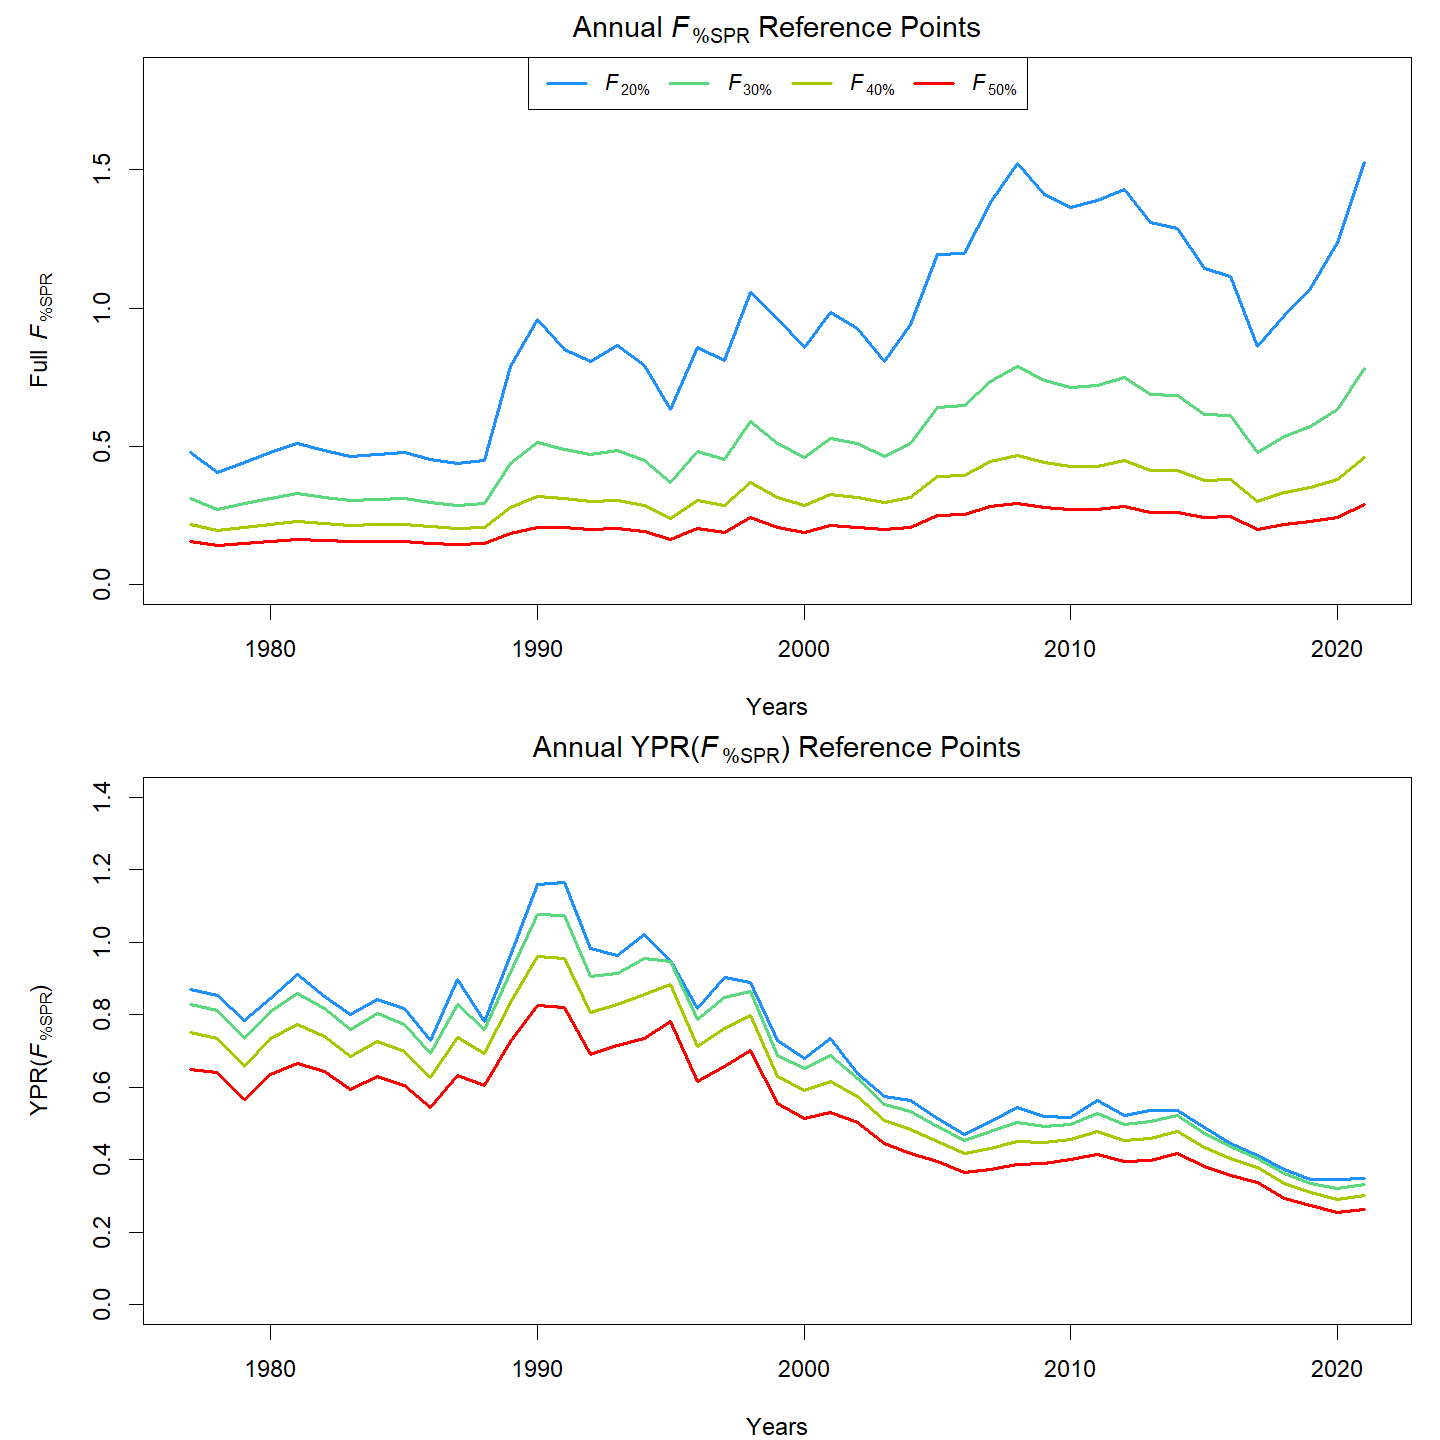 Annual F%SPR Reference Points
F20% F30% F40% F50%
Full F%SPR
1.5
1.0
0.5
0.0
1980 1990 2000 2010 2020
Years
Annual YPR(F%SPR) Reference Points
YPR(F%SPR)
1.4
1.2
1.0
0.8
0.6
0.4
0.2
0.0
1980 1990 2000 2010 2020
Years